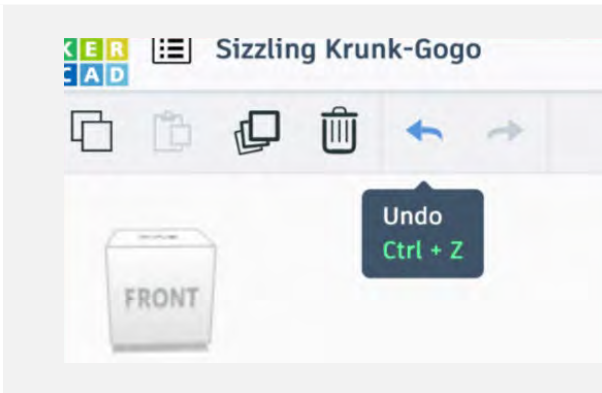 KER
CAD
Sizzling Krunk-Gogo
Undo
Ctrl + Z
FRONT